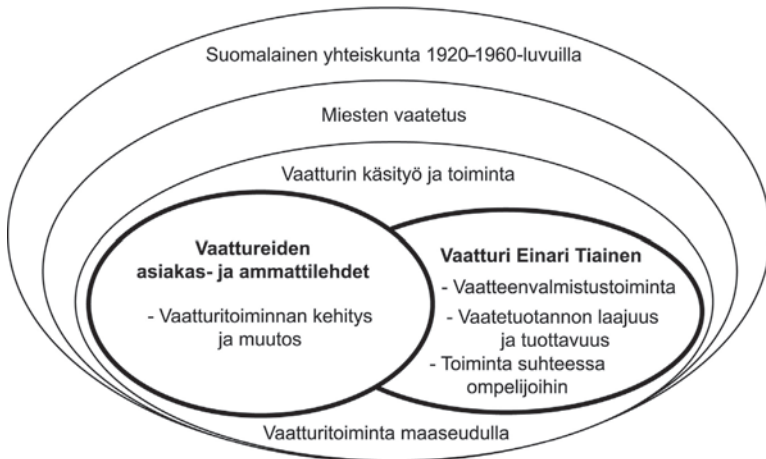 Suomalainen yhteiskunta 1920–1960-luvuilla
Miesten vaatetus
Vaatturin käsityö ja toiminta
Vaattureiden
asiakas- ja ammattilehdet
- Vaatturitoiminnan kehitys
ja muutos
Vaatturi Einari Tiainen
- Vaatteenvalmistustoiminta
- Vaatetuotannon laajuus
ja tuottavuus
- Toiminta suhteessa
ompelijoihin
Vaatturitoiminta maaseudulla